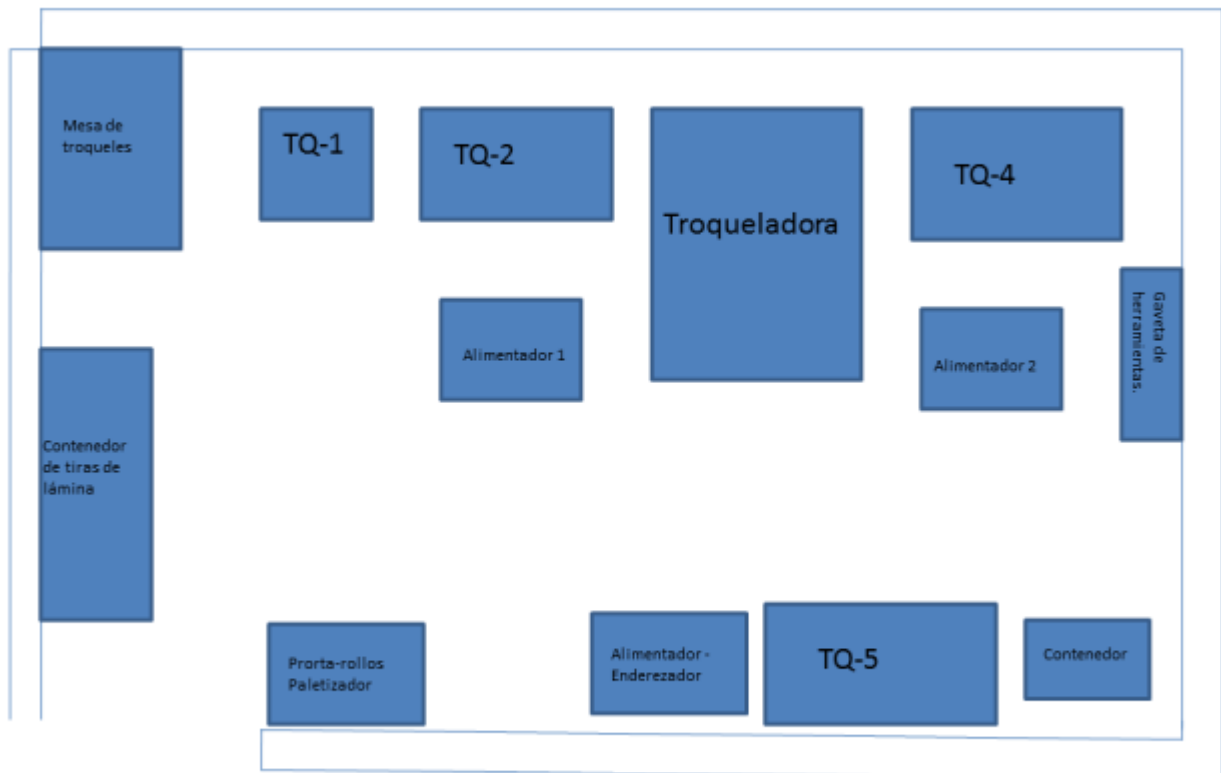 Mesa de
troqueles
TQ-1
TQ-2
Troqueladora
TQ-4
Gaveta de
herramientas.
Alimentador 1
Alimentador 2
Contenedor
de tiras de
lámina
Prorta-rollos
Paletizador
Alimentador -
Enderezador
TQ-5
Contenedor